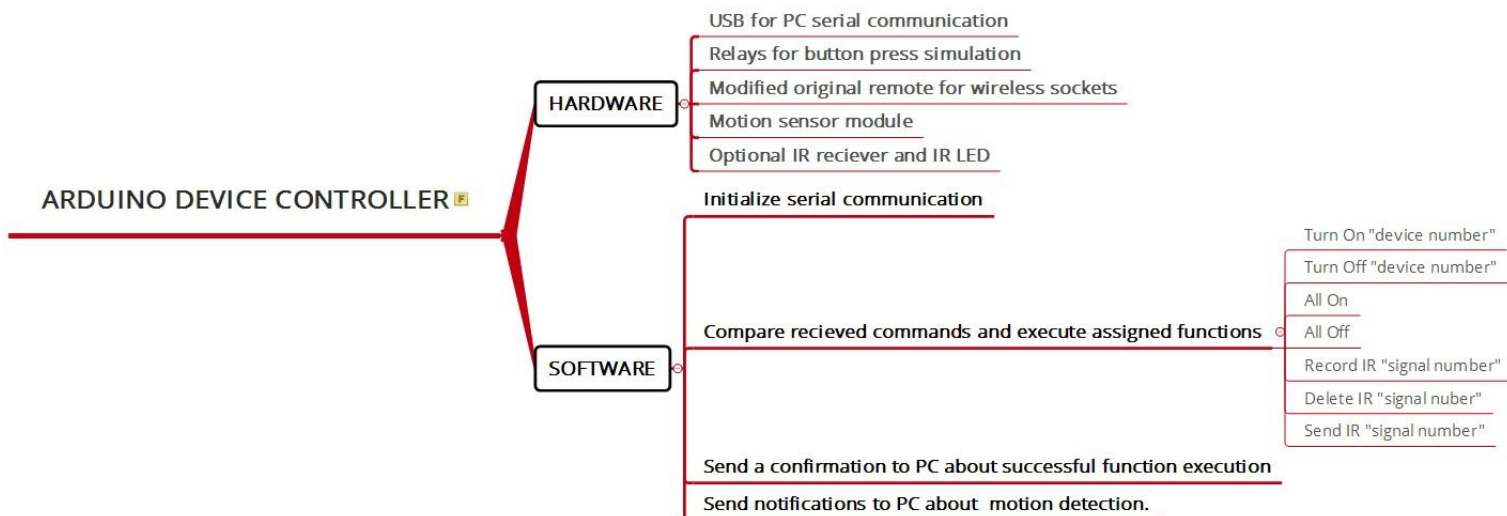 ARDUINO DEVICE CONTROLLER F
HARDWARE
USB for PC serial communication
Relays for button press simulation
Modified original remote for wireless sockets
Motion sensor module
Optional IR reciever and IR LED
SOFTWARE
Initialize serial communication
Compare recieved commands and execute assigned functions
Turn On "device number"
Turn Off "device number"
All On
All Off
Record IR "signal number"
Delete IR "signal nuber"
Send IR "signal number"
Send a confirmation to PC about successful function execution
Send notifications to PC about motion detection.